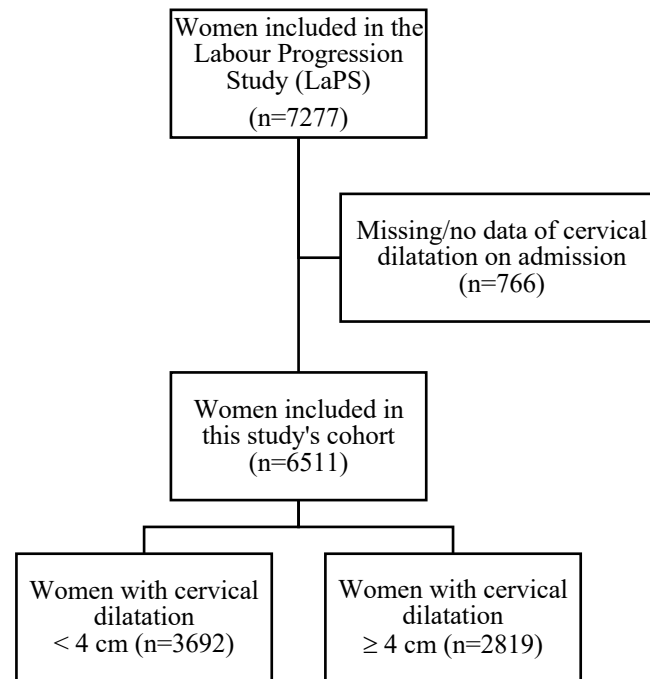 Women included in the
Labour Progression
Study (LaPS)
(n=7277)
Missing/no data of cervical
dilatation on admission
(n=766)
Women included in
this study's cohort
(n=6511)
Women with cervical
dilatation
< 4 cm (n=3692)
Women with cervical
dilatation
≥ 4 cm (n=2819)